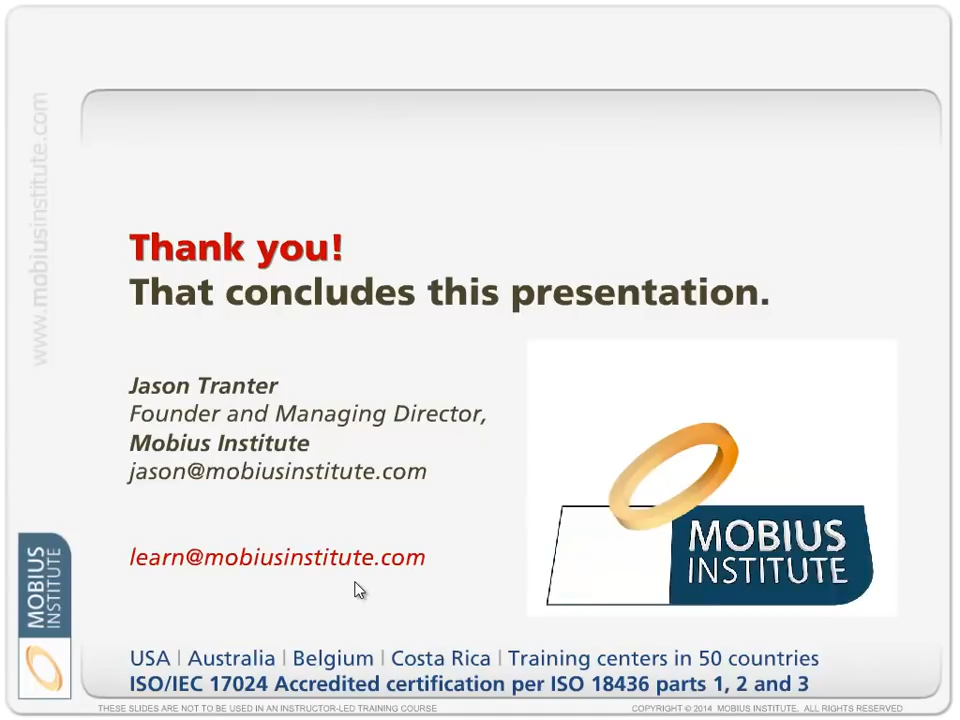 www.mobiusinstitute.com
Thank you!
That concludes this presentation.
Jason Tranter
Founder and Managing Director,
Mobius Institute
jason@mobiusinstitute.com
learn@mobiusinstitute.com
MOBIUS
INSTITUTE
MOBIUS
INSTITUTE
USA | Australia | Belgium | Costa Rica | Training centers in 50 countries
ISO/IEC 17024 Accredited certification per ISO 18436 parts 1, 2 and 3
THESE SLIDES ARE NOT TO BE USED IN AN INSTRUCTOR-LED TRAINING COURSE
COPYRIGHT © 2014 MOBIUS INSTITUTE. ALL RIGHTS RESERVED